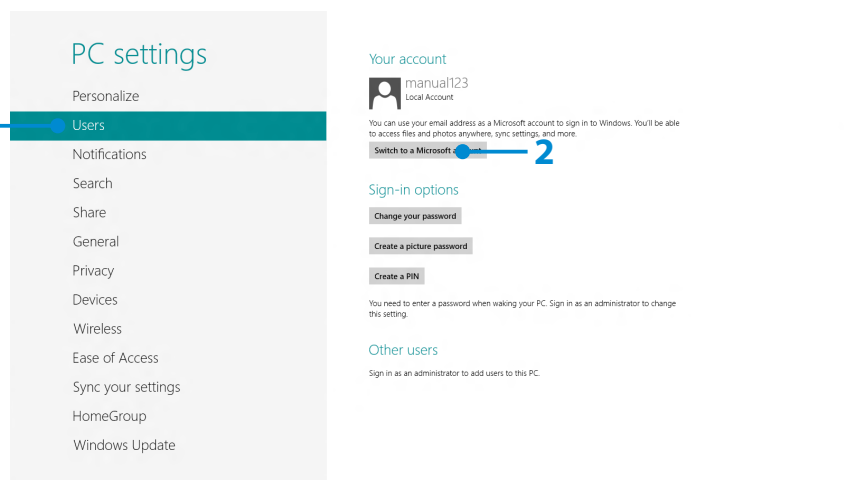 PC settings
Personalize
Users
Notifications
Search
Share
General
Privacy
Devices
Wireless
Ease of Access
Sync your settings
HomeGroup
Windows Update
Your account
manual123
Local Account
You can use your email address as a Microsoft account to sign in to Windows. You'll be able
to access files and photos anywhere, sync settings, and more.
Switch to a Microsoft account
2
Sign-in options
Change your password
Create a picture password
Create a PIN
You need to enter a password when waking your PC. Sign in as an administrator to change
this setting.
Other users
Sign in as an administrator to add users to this PC.